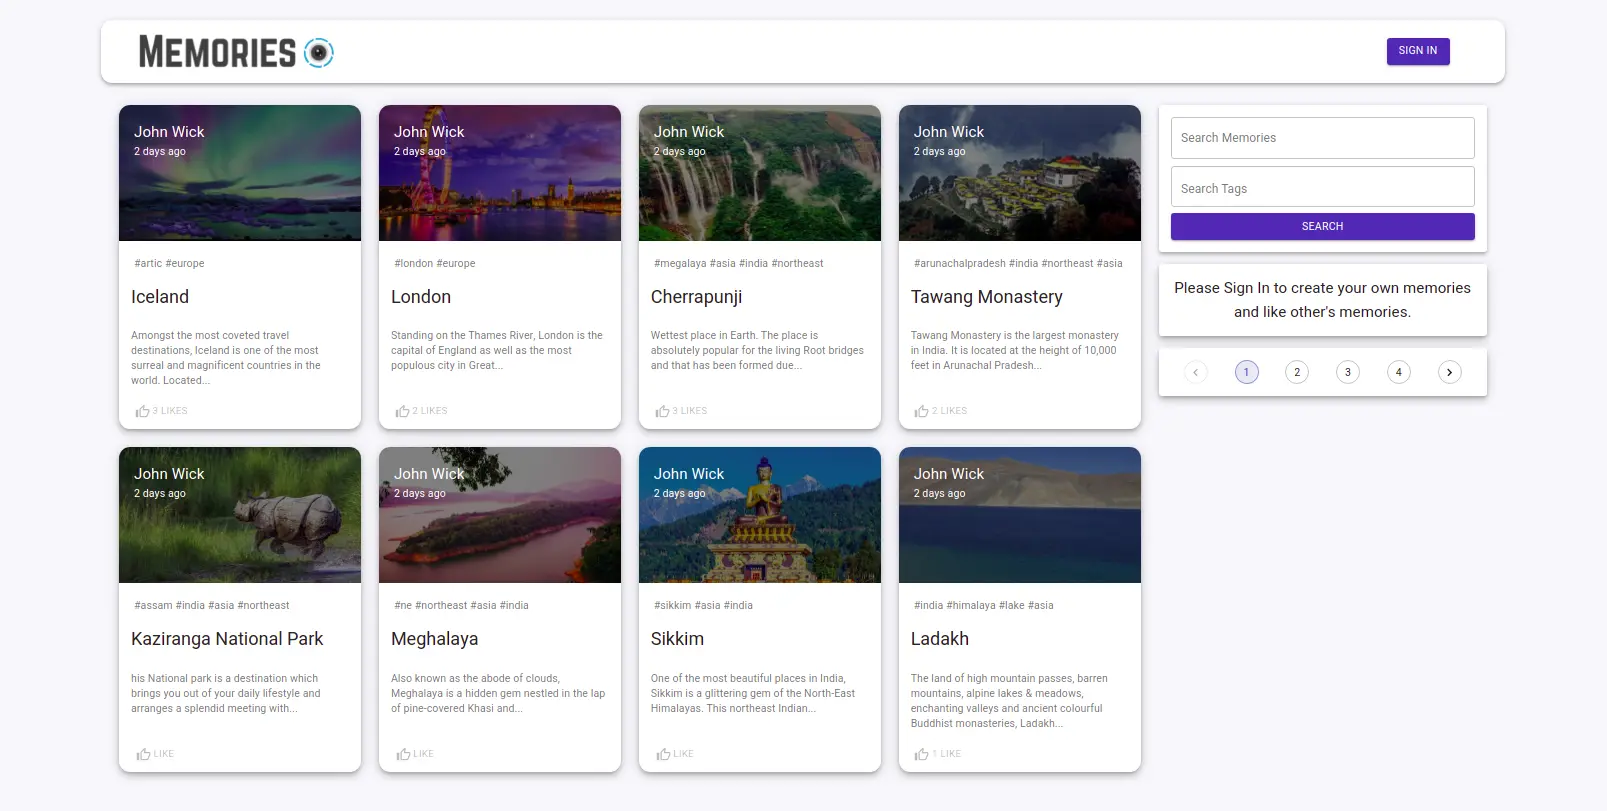 MEMORIES
SIGN IN
John Wick
2 days ago
#artic #europe
Iceland
Amongst the most coveted travel
destinations, Iceland is one of the most
surreal and magnificent countries in the
world. Located...
3 LIKES
John Wick
2 days ago
#london #europe
London
Standing on the Thames River, London is the
capital of England as well as the most
populous city in Great...
2 LIKES
John Wick
2 days ago
#megalaya #asia #india #northeast
Cherrapunji
Wettest place in Earth. The place is
absolutely popular for the living Root bridges
and that has been formed due...
3 LIKES
John Wick
2 days ago
#arunachalpradesh #india #northeast #asia
Tawang Monastery
Tawang Monastery is the largest monastery
in India. It is located at the height of 10,000
feet in Arunachal Pradesh...
2 LIKES
Search Memories
Search Tags
SEARCH
Please Sign In to create your own memories
and like other's memories.
1 2 3 4
John Wick
2 days ago
#assam #india #asia #northeast
Kaziranga National Park
his National park is a destination which
brings you out of your daily lifestyle and
arranges a splendid meeting with...
LIKE
John Wick
2 days ago
#ne #northeast #asia #india
Meghalaya
Also known as the abode of clouds,
Meghalaya is a hidden gem nestled in the lap
of pine-covered Khasi and...
LIKE
John Wick
2 days ago
#sikkim #asia #india
Sikkim
One of the most beautiful places in India,
Sikkim is a glittering gem of the North-East
Himalayas. This northeast Indian...
LIKE
John Wick
2 days ago
#india #himalaya #lake #asia
Ladakh
The land of high mountain passes, barren
mountains, alpine lakes & meadows,
enchanting valleys and ancient colourful
Buddhist monasteries, Ladakh...
1 LIKE